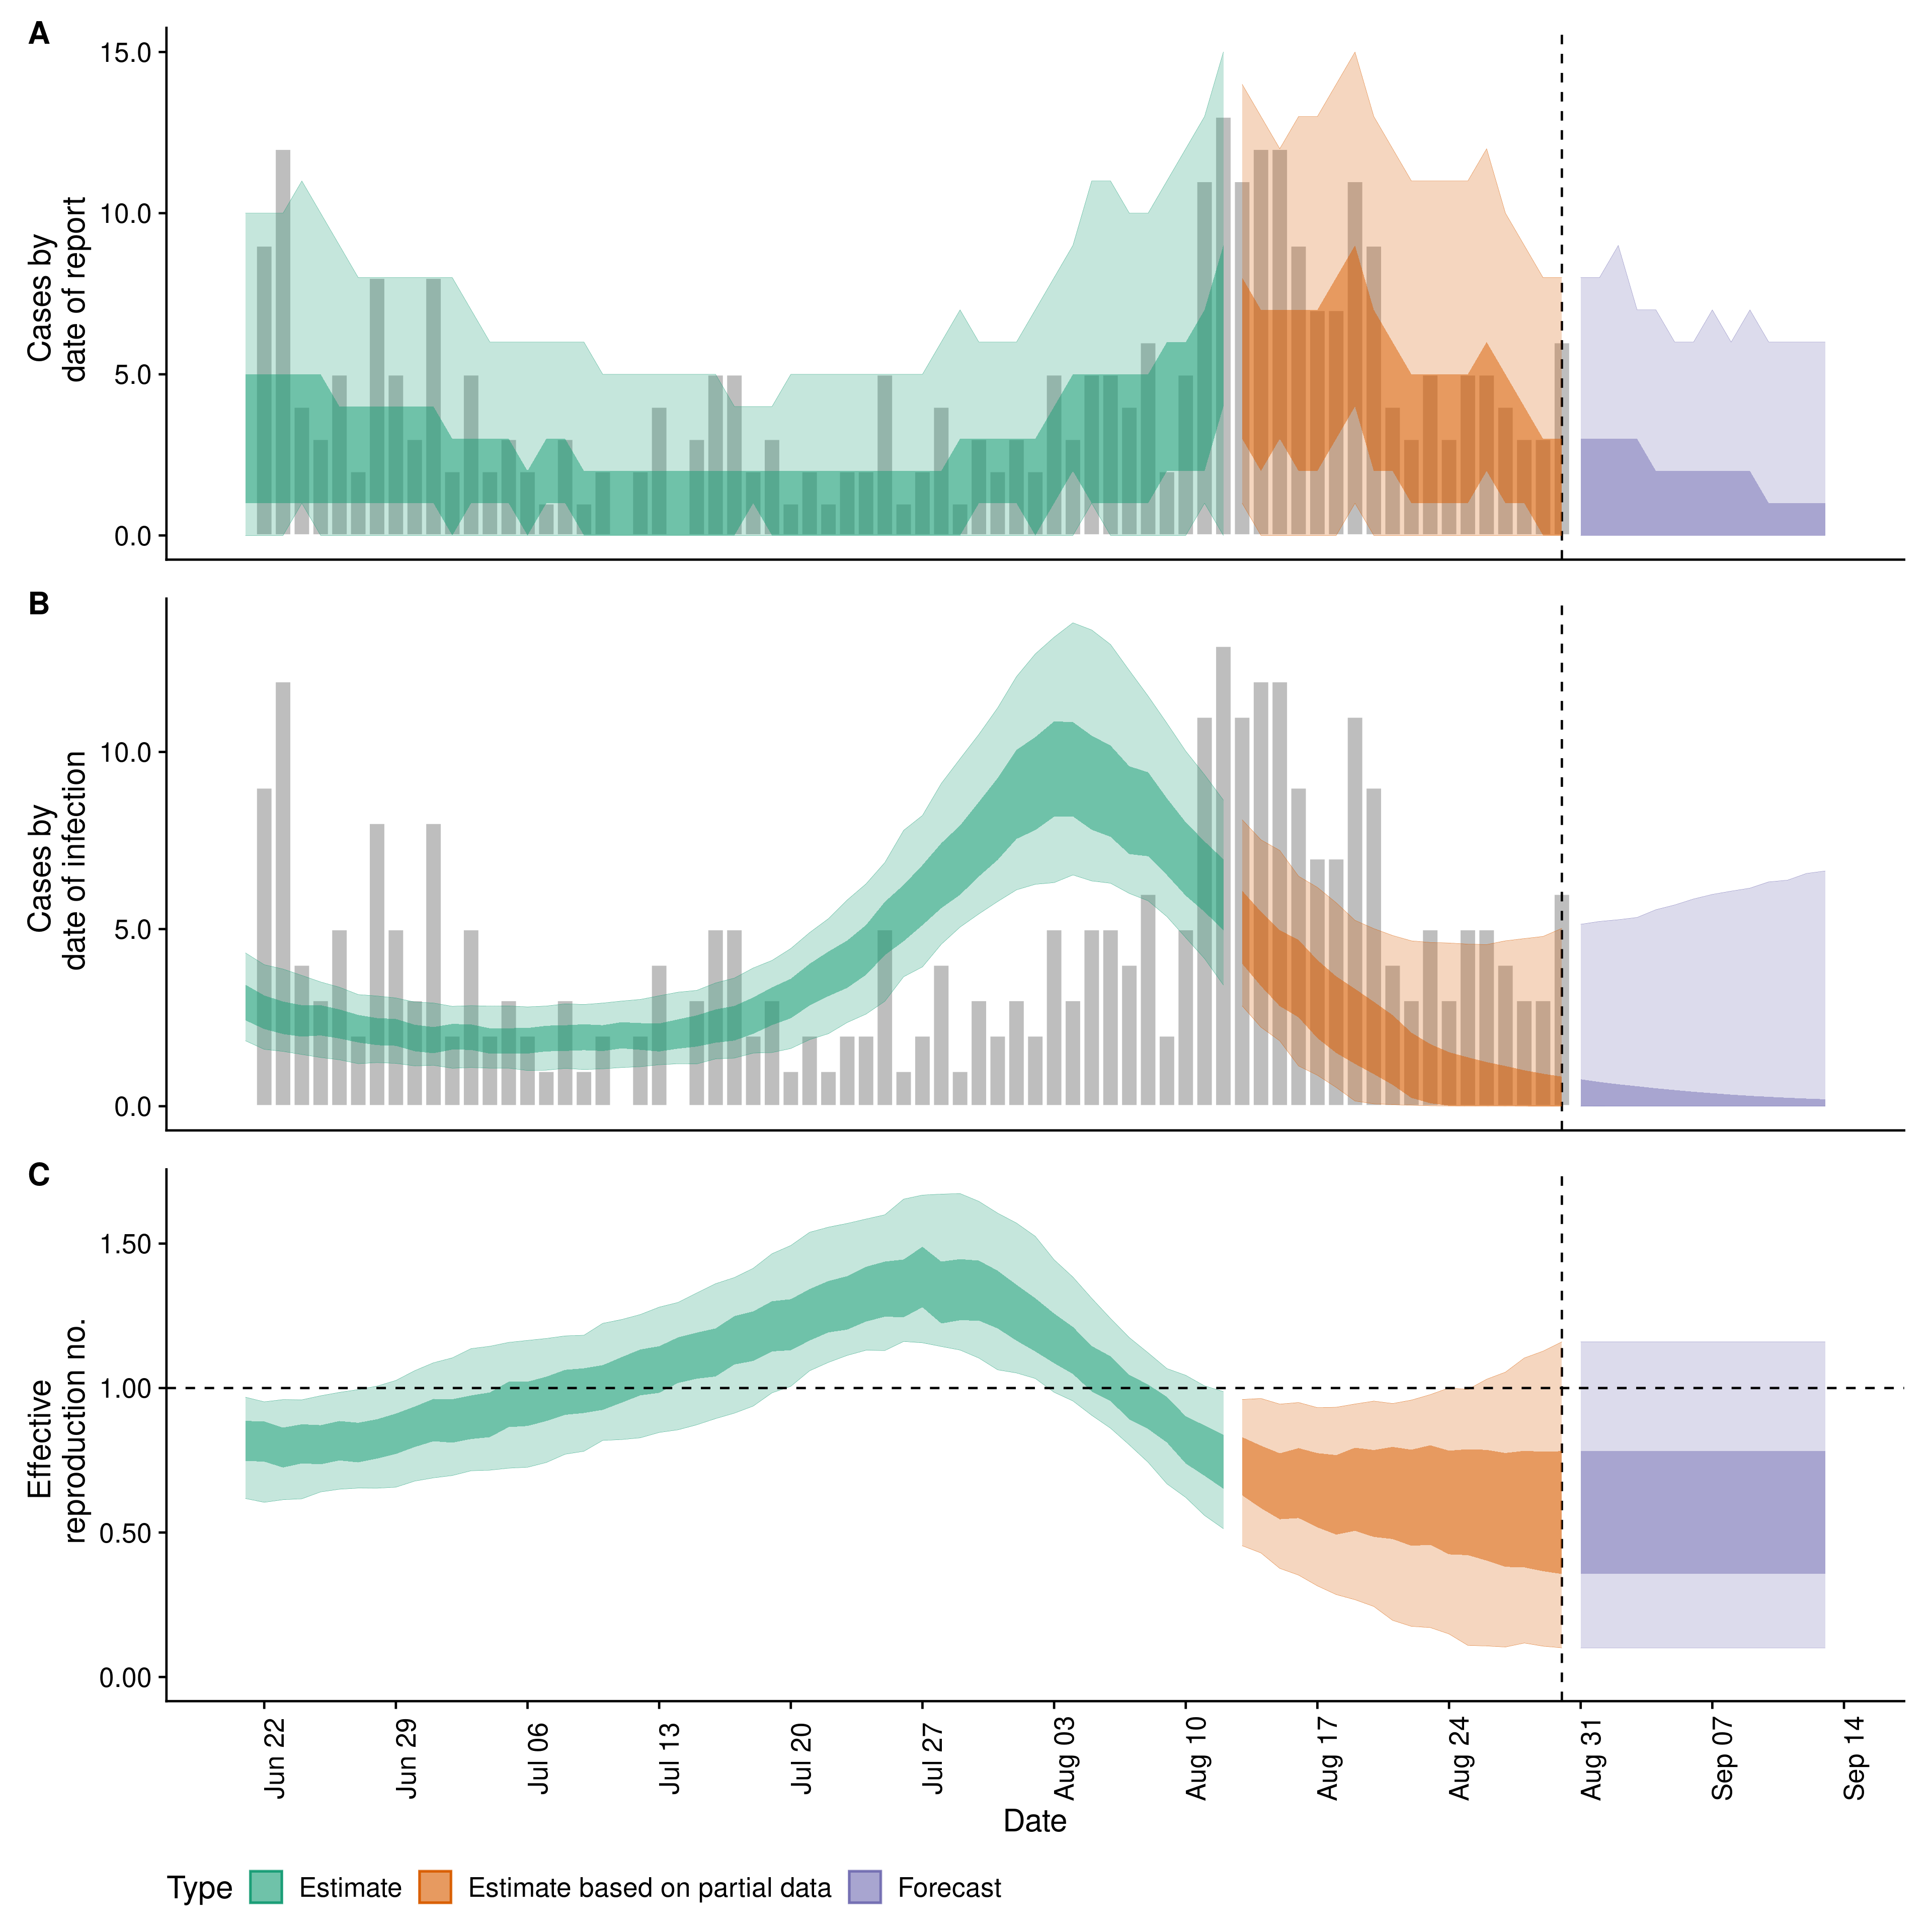 A
Cases by
date of report
15.0
10.0
5.0
0.0
B
Cases by
date of infection
10.0
5.0
0.0
C
Effective
reproduction no.
1.50
1.00
0.50
0.00
Jun 22
Jun 29
Jul 06
Jul 13
Jul 20
Jul 27
Aug 03
Aug 10
Aug 17
Aug 24
Aug 31
Sep 07
Sep 14
Date
Type Estimate Estimate based on partial data Forecast